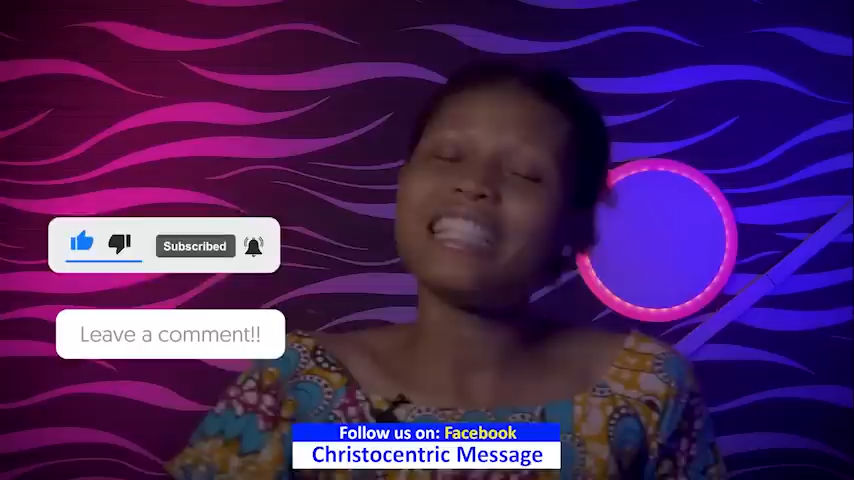 Subscribed
Leave a comment!!
Follow us on: Facebook
Christocentric Message